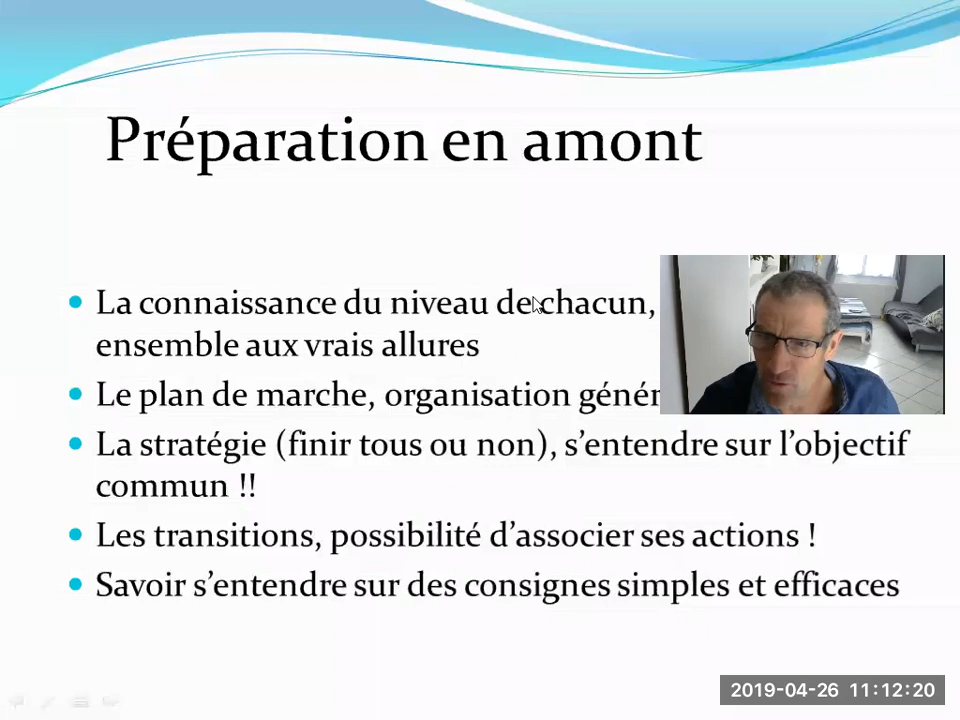 Préparation en amont
La connaissance du niveau de chacun,
ensemble aux vrais allures
Le plan de marche, organisation génér
La stratégie (finir tous ou non), s’entendre sur l’objectif
commun !!
Les transitions, possibilité d’associer ses actions !
Savoir s’entendre sur des consignes simples et efficaces
2019-04-26 11:12:20